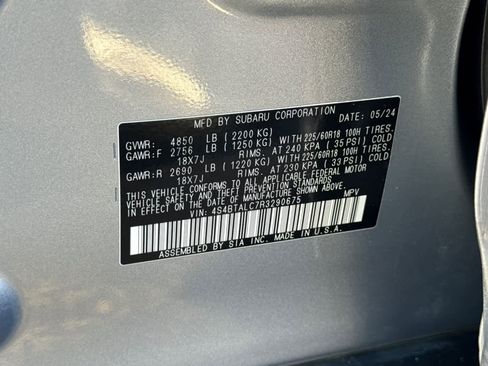 MFD BY SUBARU CORPORATION DATE: 05/24
GVWR: 4850 LB (2200 KG)
GAWR:F 2756 LB (1250 KG) WITH 225/60R18 100H TIRES.
18X7J RIMS. AT 240 KPA ( 35 PSI) COLD.
GAWR:R 2690 LB (1220 KG) WITH 225/60R18 100H TIRES.
18X7J RIMS. AT 230 KPA ( 33 PSI) COLD.
THIS VEHICLE CONFORMS TO ALL APPLICABLE FEDERAL MOTOR
VEHICLE SAFETY AND THEFT PREVENTION STANDARDS IN
EFFECT ON THE DATE OF MANUFACTURE SHOWN ABOVE.
VIN: 4S4BTALC7R3290675 MPV
ASSEMBLED BY SIA INC. MADE IN U.S.A.